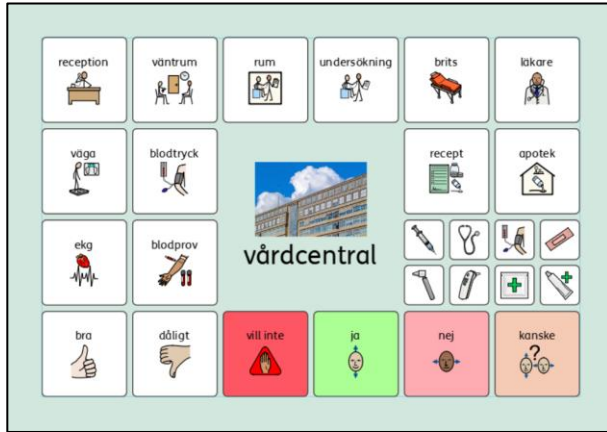 reception väntrum rum undersökning brits läkare
väga blodtryck recept apotek
vårdcentral
ekg blodprov
bra dåligt vill inte ja nej kanske
?